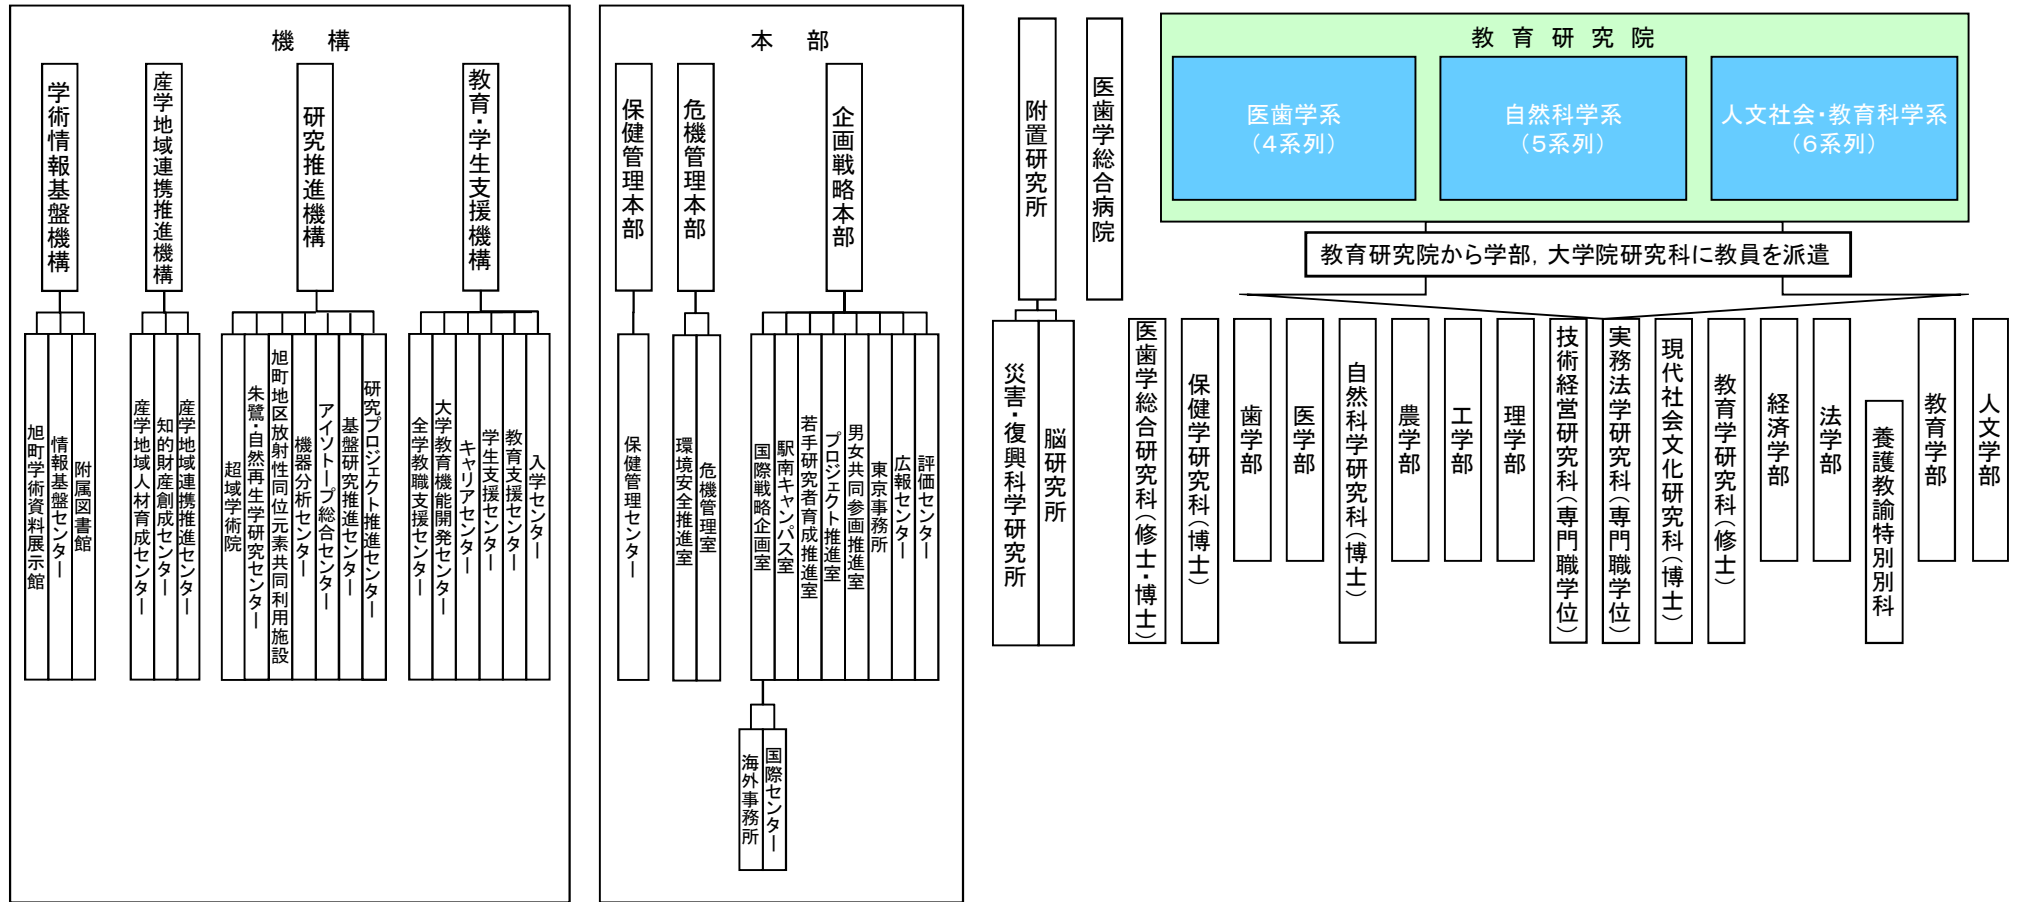 機構
学術情報基盤機構
産学地域連携推進機構
研究推進機構
教育・学生支援機構
旭町学術資料展示館
情報基盤センター
附属図書館
産学地域人材育成センター
知的財産創成センター
産学地域連携推進センター
超域学術院
朱鷺・自然再生学研究センター
旭町地区放射性同位元素共同利用施設
機器分析センター
アイソトープ総合センター
基盤研究推進センター
研究プロジェクト推進センター
全学教職支援センター
大学教育機能開発センター
キャリアセンター
学生支援センター
教育支援センター
入学センター
本部
保健管理本部
危機管理本部
企画戦略本部
保健管理センター
環境安全推進室
危機管理室
国際戦略企画室
駅南キャンパス室
若手研究者育成推進室
プロジェクト推進室
男女共同参画推進室
東京事務所
広報センター
評価センター
海外事務所
国際センター
附置研究所
医歯学総合病院
災害・復興科学研究所
脳研究所
教育研究院
医歯学系
（4系列）
自然科学系
（5系列）
人文社会・教育科学系
（6系列）
教育研究院から学部，大学院研究科に教員を派遣
医歯学総合研究科（修士・博士）
保健学研究科（博士）
歯学部
医学部
自然科学研究科（博士）
農学部
工学部
理学部
技術経営研究科（専門職学位）
実務法学研究科（専門職学位）
現代社会文化研究科（博士）
教育学研究科（修士）
経済学部
法学部
養護教諭特別別科
教育学部
人文学部